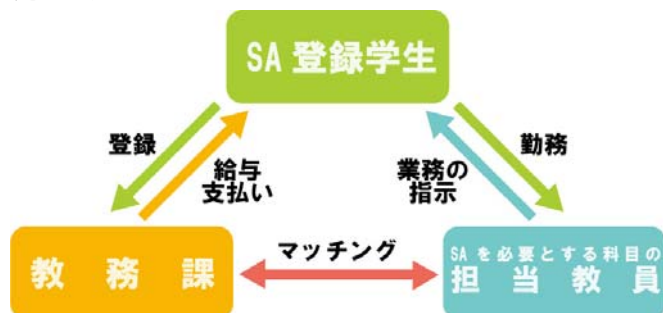 SA 登録学生
登録
給与
支払い
業務の
指示
勤務
マッチング
教務課
SAを必要とする科目の
担当教員